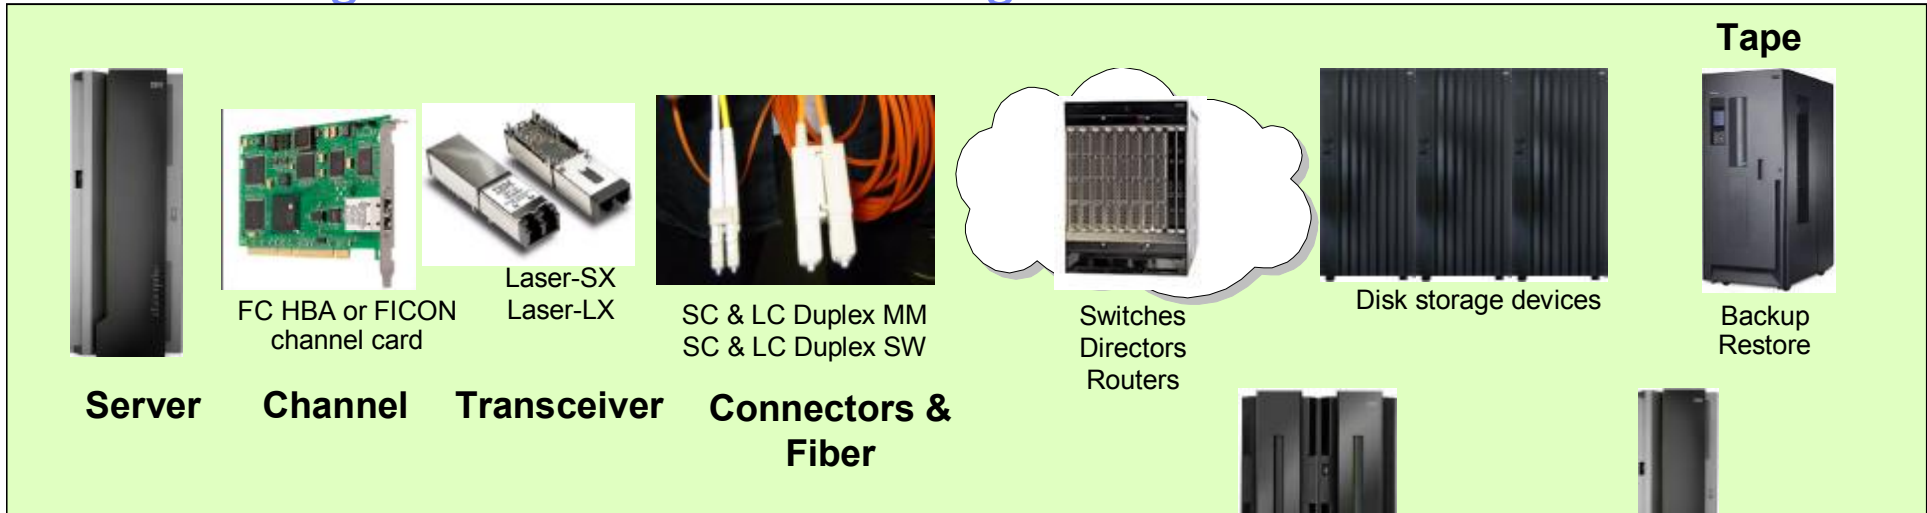 Tape
Laser-SX
Laser-LX
FC HBA or FICON
channel card
SC & LC Duplex MM
SC & LC Duplex SW
Switches
Directors
Routers
Disk storage devices
Backup
Restore
Server
Channel
Transceiver
Connectors &
Fiber